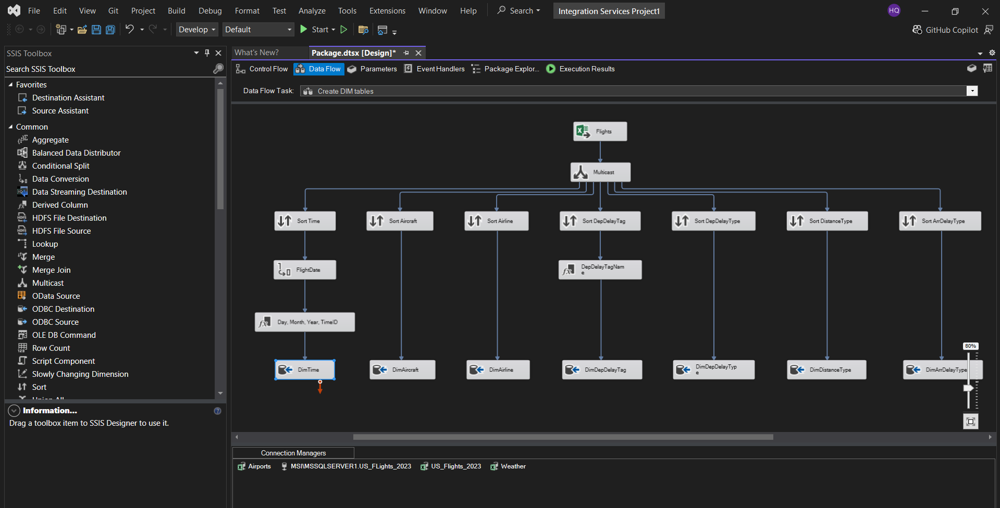 File Edit View Git Project Build Debug Format Test Analyze Tools Extensions Window Help Search Integration Services Project1 HQ
Develop Default Start GitHub Copilot
SSIS Toolbox
Search SSIS Toolbox
Favorites
Destination Assistant
Source Assistant
Common
Aggregate
Balanced Data Distributor
Conditional Split
Data Conversion
Data Streaming Destination
Derived Column
HDFS File Destination
HDFS File Source
Lookup
Merge
Merge Join
Multicast
OData Source
ODBC Destination
ODBC Source
OLE DB Command
Row Count
Script Component
Slowly Changing Dimension
Sort
Union All
Information...
Drag a toolbox item to SSIS Designer to use it.
What's New? Package.dtsx [Design]*
Control Flow Data Flow Parameters Event Handlers Package Explor... Execution Results
Data Flow Task: Create DIM tables
Flights
Multicast
Sort Time Sort Aircraft Sort Airline Sort DepDelayTag Sort DepDelayType Sort DistanceType Sort ArrDelayType
FlightDate
DepDelayTagNam
e
Day, Month, Year, TimeID
80%
DimTime DimAircraft DimAirline DimDepDelayTag
DimDepDelayTyp
e
DimDistanceType DimArrDelayType
Connection Managers
Airports MSI\MSSQLSERVER1.US_FLights_2023 US_Flights_2023 Weather